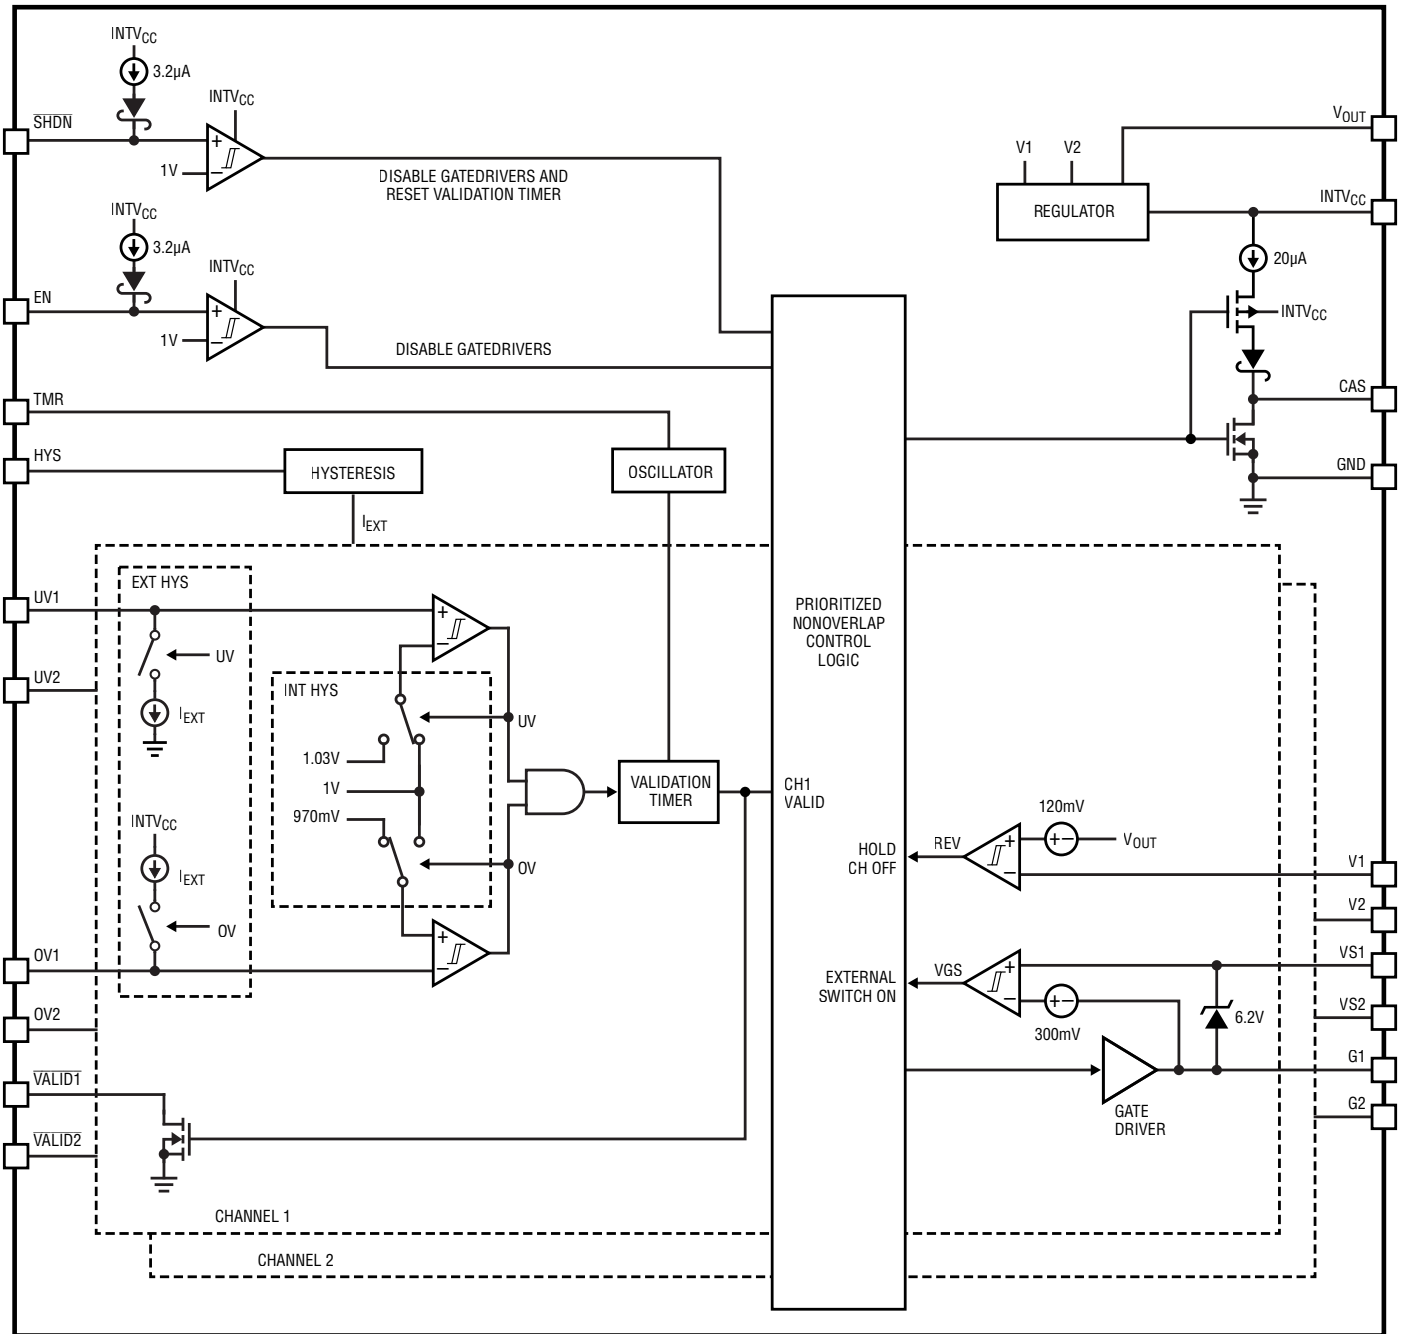 INTVCC
3.2µA
INTVCC
SHDN
1V
DISABLE GATEDRIVERS AND
RESET VALIDATION TIMER
INTVCC
3.2µA
INTVCC
EN
1V
DISABLE GATEDRIVERS
TMR
HYS
HYSTERESIS
OSCILLATOR
IEXT
VOUT
V1
V2
REGULATOR
INTVCC
20µA
INTVCC
CAS
GND
EXT HYS
UV1
UV
UV2
IEXT
INT HYS
UV
1.03V
1V
970mV
OV
INTVCC
IEXT
OV
OV1
OV2
+
−
+
−
+
−
+
−
VALIDATION
TIMER
CH1
VALID
PRIORITIZED
NONOVERLAP
CONTROL
LOGIC
HOLD
CH OFF
REV
+
−
120mV
+−
VOUT
V1
V2
EXTERNAL
SWITCH ON
VGS
+
−
+−
300mV
6.2V
VS1
VS2
G1
G2
GATE
DRIVER
VALID1
VALID2
CHANNEL 1
CHANNEL 2